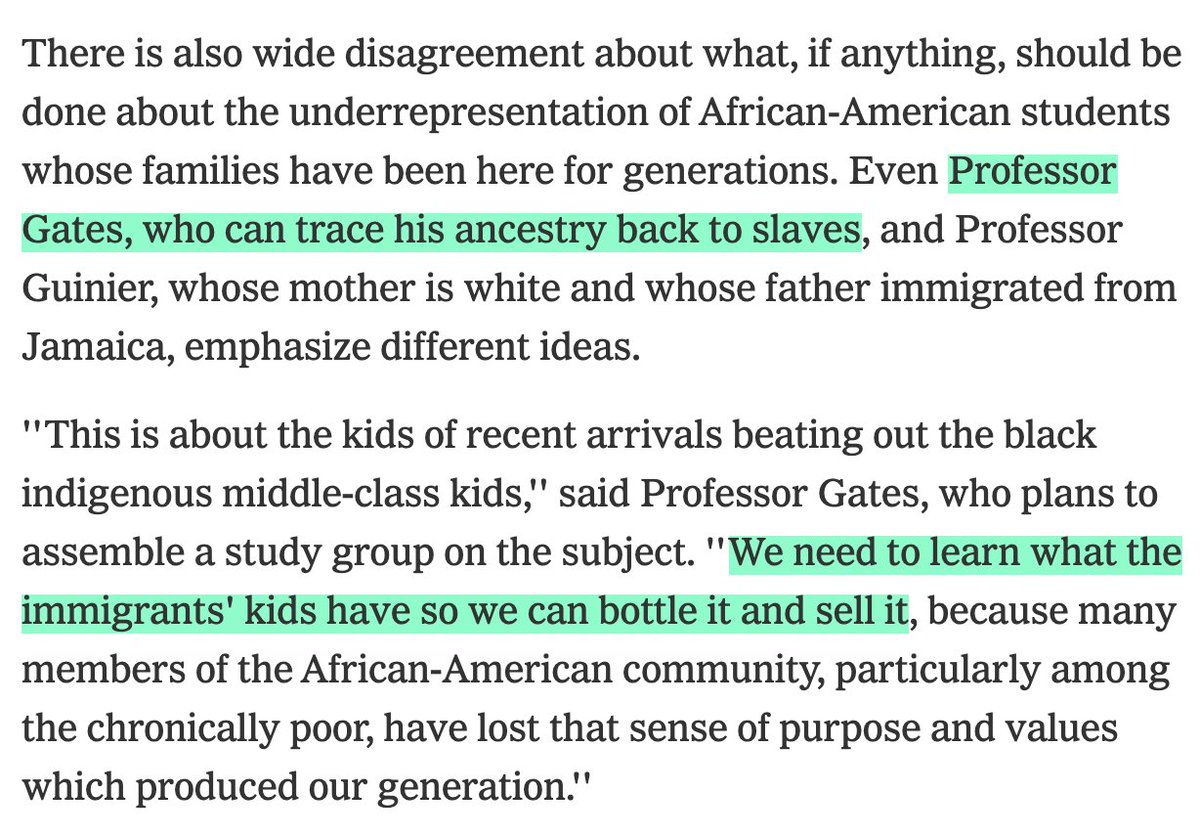 There is also wide disagreement about what, if anything, should be
done about the underrepresentation of African-American students
whose families have been here for generations. Even Professor
Gates, who can trace his ancestry back to slaves, and Professor
Guinier, whose mother is white and whose father immigrated from
Jamaica, emphasize different ideas.
''This is about the kids of recent arrivals beating out the black
indigenous middle-class kids,'' said Professor Gates, who plans to
assemble a study group on the subject. ''We need to learn what the
immigrants' kids have so we can bottle it and sell it, because many
members of the African-American community, particularly among
the chronically poor, have lost that sense of purpose and values
which produced our generation.''